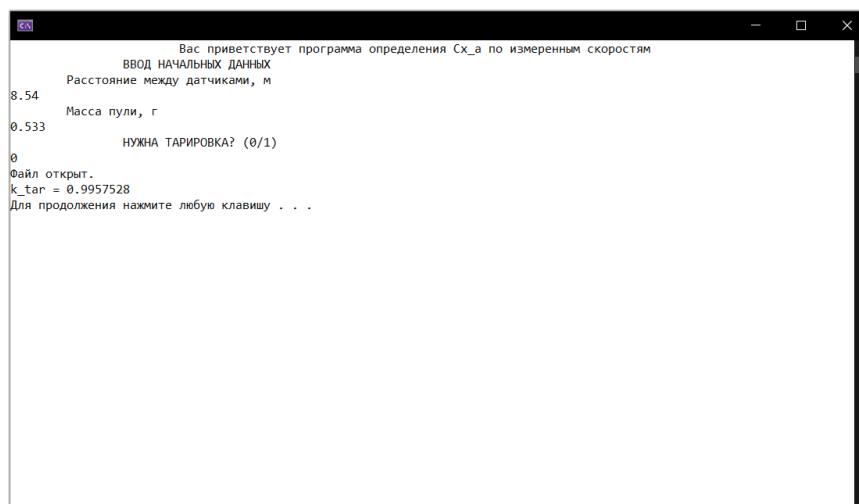 Вас приветствует программа определения Cx_a по измеренным скоростям
ВВОД НАЧАЛЬНЫХ ДАННЫХ
Расстояние между датчиками, м
8.54
Масса пули, г
0.533
НУЖНА ТАРИРОВКА? (0/1)
0
Файл открыт.
k_tar = 0.9957528
Для продолжения нажмите любую клавишу . . .